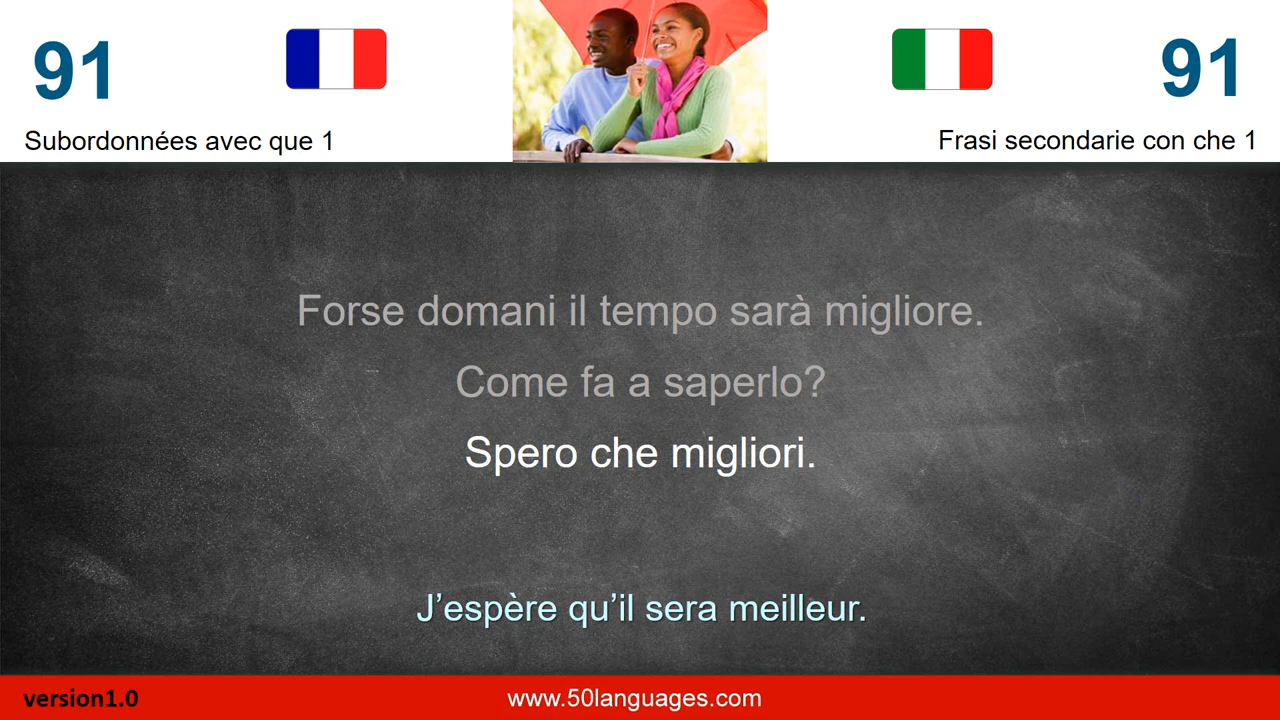 91
91
Subordonnées avec que 1
Frasi secondarie con che 1
Forse domani il tempo sarà migliore.
Come fa a saperlo?
Spero che migliori.
J’espère qu’il sera meilleur.
version1.0
www.50languages.com